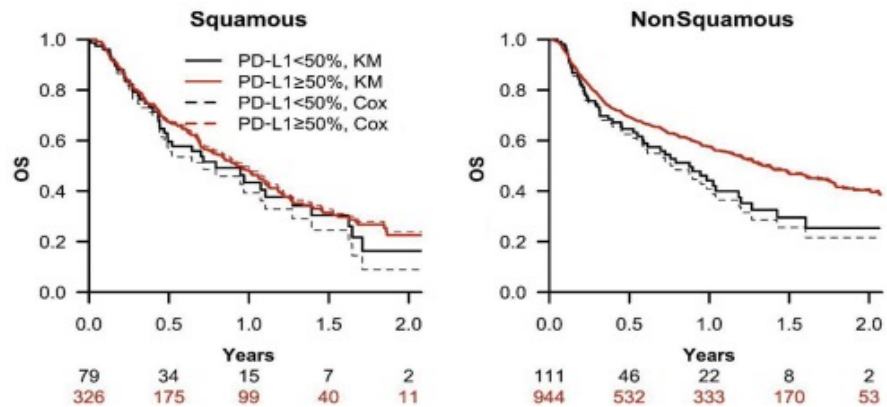 Squamous
NonSquamous
1.0
0.8
0.6
0.4
0.2
0.0
OS
PD-L1<50%, KM
PD-L1≥50%, KM
PD-L1<50%, Cox
PD-L1≥50%, Cox
0.0 0.5 1.0 1.5 2.0
Years
79 34 15 7 2
326 175 99 40 11
1.0
0.8
0.6
0.4
0.2
0.0
OS
0.0 0.5 1.0 1.5 2.0
Years
111 46 22 8 2
944 532 333 170 53